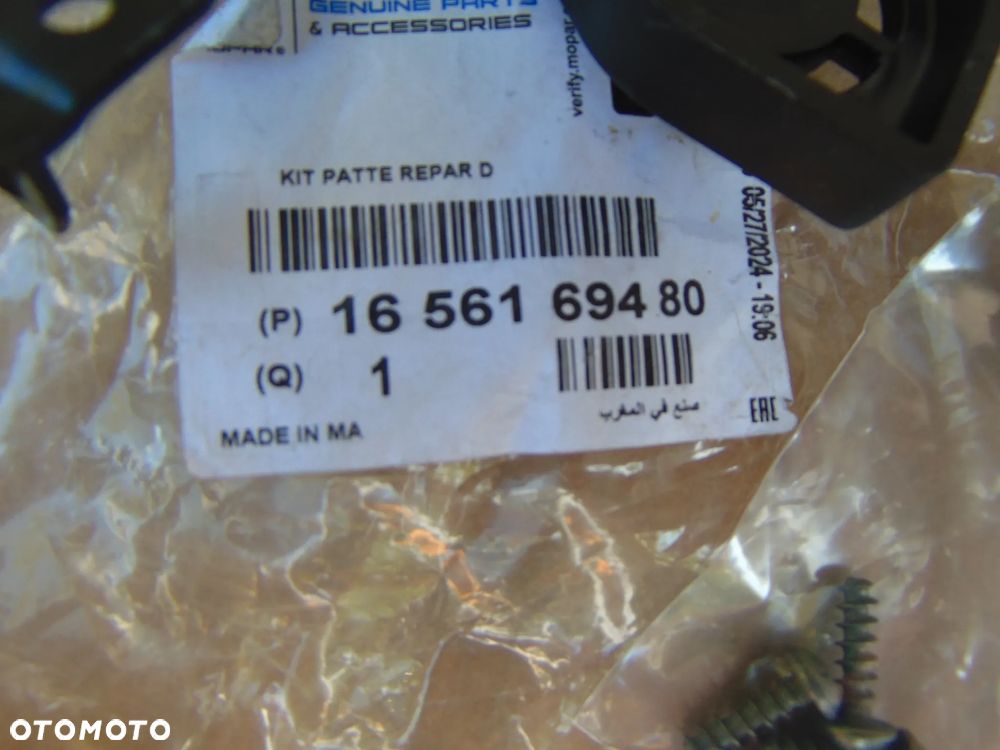 GENUINE PARTS
& ACCESSORIES
verify.mopar.
KIT PATTE REPAR D
(P) 16 561 694 80
(Q) 1
صنع في المغرب
MADE IN MA
05/27/2024 - 19:06
EAC
OTOMOTO